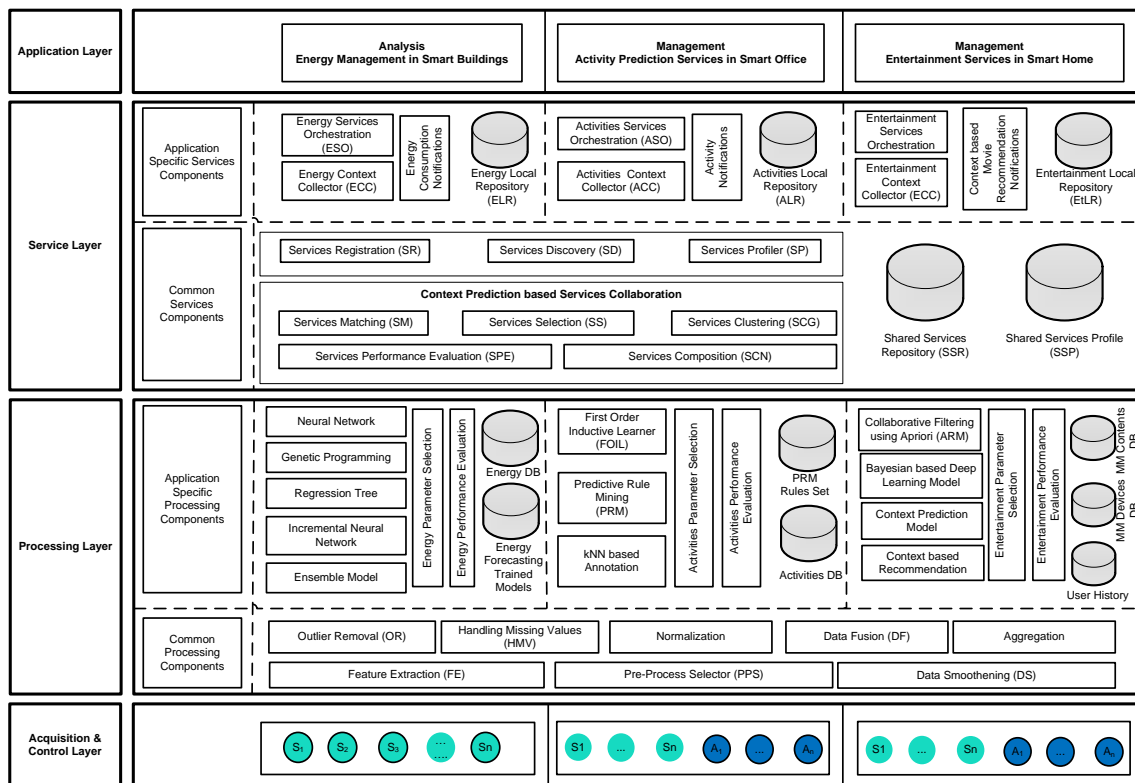 Application Layer
Analysis
Energy Management in Smart Buildings
Management
Activity Prediction Services in Smart Office
Management
Entertainment Services in Smart Home
Service Layer
Application
Specific Services
Components
Energy Services
Orchestration
(ESO)
Energy Context
Collector (ECC)
Energy
Consumption
Notifications
Energy Local
Repository
(ELR)
Activities Services
Orchestration (ASO)
Activities Context
Collector (ACC)
Activity
Notifications
Activities Local
Repository
(ALR)
Entertainment
Services
Orchestration
Entertainment
Context
Collector (ECC)
Context based
Movie
Recommendation
Notifications
Entertainment Local
Repository
(EtLR)
Common
Services
Components
Services Registration (SR)
Services Discovery (SD)
Services Profiler (SP)
Context Prediction based Services Collaboration
Services Matching (SM)
Services Selection (SS)
Services Clustering (SCG)
Services Performance Evaluation (SPE)
Services Composition (SCN)
Shared Services
Repository (SSR)
Shared Services Profile
(SSP)
Processing Layer
Application
Specific
Processing
Components
Neural Network
Genetic Programming
Regression Tree
Incremental Neural
Network
Ensemble Model
Energy Parameter Selection
Energy Performance Evaluation
Energy DB
Energy
Forecasting
Trained
Models
First Order
Inductive Learner
(FOIL)
Predictive Rule
Mining
(PRM)
kNN based
Annotation
Activities Parameter Selection
Activities Performance
Evaluation
PRM
Rules Set
Activities DB
Collaborative Filtering
using Apriori (ARM)
Bayesian based Deep
Learning Model
Context Prediction
Model
Context based
Recommendation
Entertainment Parameter
Selection
Entertainment Performance
Evaluation
MM Contents
DB
MM Devices
DB
User History
Common
Processing
Components
Outlier Removal (OR)
Handling Missing Values
(HMV)
Normalization
Data Fusion (DF)
Aggregation
Feature Extraction (FE)
Pre-Process Selector (PPS)
Data Smoothening (DS)
Acquisition &
Control Layer
S1 S2 S3 ... .... Sn
S1 ... Sn A1 ... An
S1 ... Sn A1 ... An